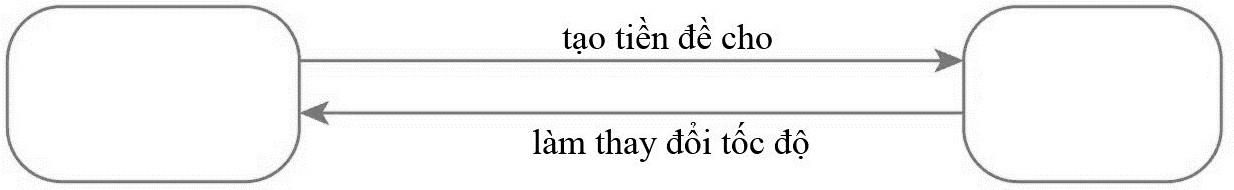 tạo tiền đề cho
làm thay đổi tốc độ